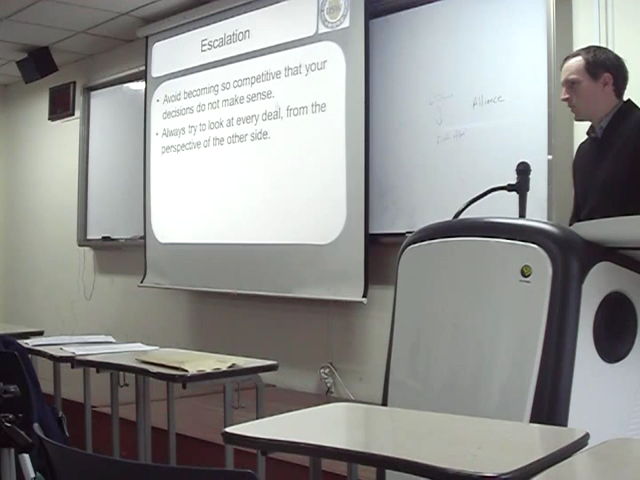 Escalation
• Avoid becoming so competitive that your
decisions do not make sense.
• Always try to look at every deal, from the
perspective of the other side.
Alliance